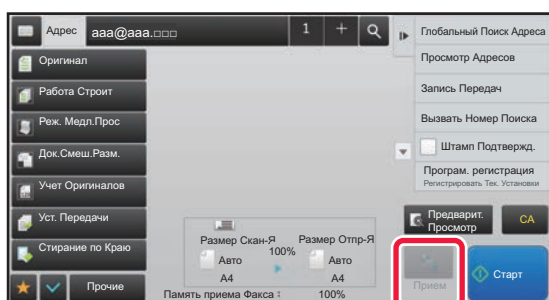 Адрес aaa@aaa.□□□ 1 +
Глобальный Поиск Адреса
Оригинал
Просмотр Адресов
Работа Строит
Запись Передач
Реж. Медл.Прос
Вызвать Номер Поиска
Док.Смеш.Разм.
Штамп Подтвержд.
Учет Оригиналов
Програм. регистрация
Регистрировать Тек. Установки
Уст. Передачи
Предварит.
Просмотр
CA
Стирание по Краю
Размер Скан-Я
100%
Размер Отпр-Я
Авто
A4
Авто
A4
Прием
Старт
Прочие
Память приема Факса : 100%